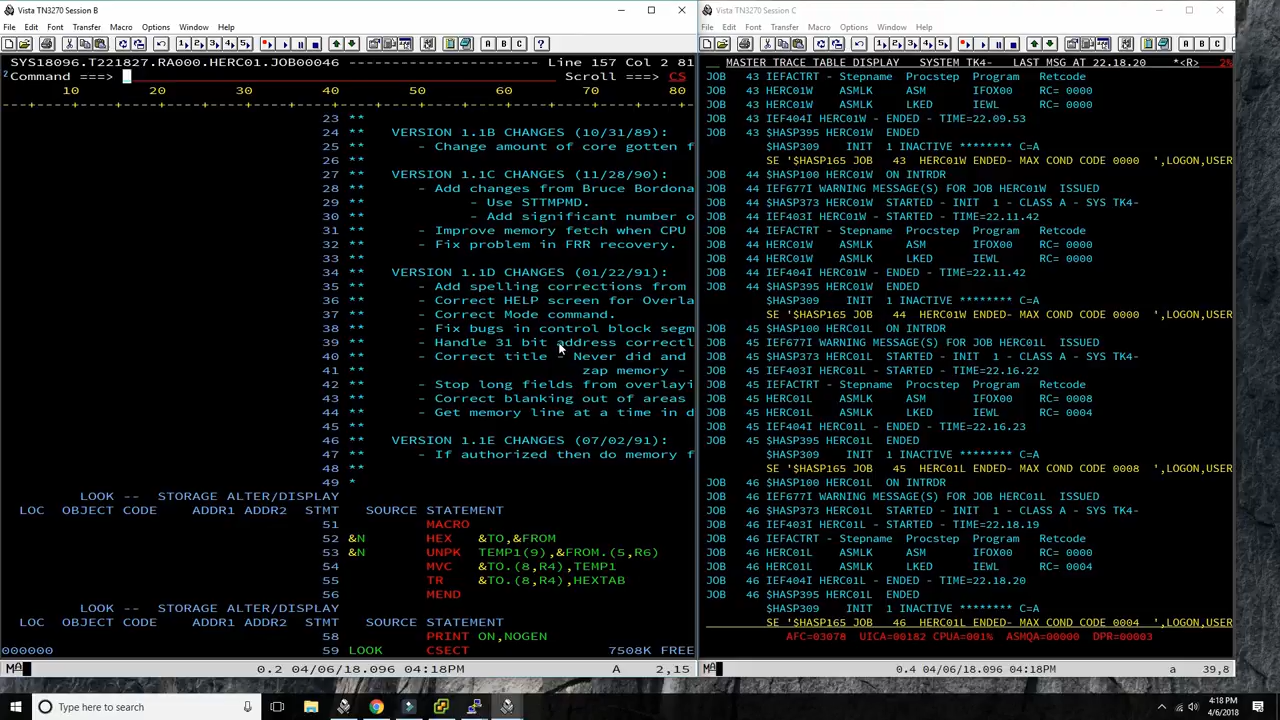 Vista TN3270 Session B
File Edit Font Transfer Macro Options Window Help
SYS18096.T221827.RA000.HERC01.JOB00046 ---------------------- Line 157 Col 2 81
Command ===> Scroll ===> CS
10 20 30 40 50 60 70 80
23 **
24 ** VERSION 1.1B CHANGES (10/31/89):
25 ** - Change amount of core gotten f
26 **
27 ** VERSION 1.1C CHANGES (11/28/90):
28 ** - Add changes from Bruce Bordona
29 ** - Use STTMPMD.
30 ** - Add significant number o
31 ** - Improve memory fetch when CPU
32 ** - Fix problem in FRR recovery.
33 **
34 ** VERSION 1.1D CHANGES (01/22/91):
35 ** - Add spelling corrections from
36 ** - Correct HELP screen for Overla
37 ** - Correct Mode command.
38 ** - Fix bugs in control block segm
39 ** - Handle 31 bit address correctl
40 ** - Correct title - Never did and
41 ** zap memory -
42 ** - Stop long fields from overlayi
43 ** - Correct blanking out of areas
44 ** - Get memory line at a time in d
45 **
46 ** VERSION 1.1E CHANGES (07/02/91):
47 ** - If authorized then do memory f
48 **
49 *
LOOK -- STORAGE ALTER/DISPLAY
LOC OBJECT CODE ADDR1 ADDR2 STMT SOURCE STATEMENT
51 MACRO
52 &N HEX &TO,&FROM
53 &N UNPK TEMP1(9),&FROM.(5,R6)
54 MVC &TO.(8,R4),TEMP1
55 TR &TO.(8,R4),HEXTAB
56 MEND
LOOK -- STORAGE ALTER/DISPLAY
LOC OBJECT CODE ADDR1 ADDR2 STMT SOURCE STATEMENT
58 PRINT ON,NOGEN
000000 59 LOOK CSECT 7508K FREE
MA 0.2 04/06/18.096 04:18PM A 2,15
Vista TN3270 Session C
File Edit Font Transfer Macro Options Window Help
MASTER TRACE TABLE DISPLAY SYSTEM TK4- LAST MSG AT 22.18.20 *<R> 2%
JOB 43 IEFACTRT - Stepname Procstep Program Retcode
JOB 43 HERC01W ASMLK ASM IFOX00 RC= 0000
JOB 43 HERC01W ASMLK LKED IEWL RC= 0000
JOB 43 IEF404I HERC01W - ENDED - TIME=22.09.53
JOB 43 $HASP395 HERC01W ENDED
$HASP309 INIT 1 INACTIVE ******** C=A
SE '$HASP165 JOB 43 HERC01W ENDED- MAX COND CODE 0000 ',LOGON,USER
JOB 44 $HASP100 HERC01W ON INTRDR
JOB 44 IEF677I WARNING MESSAGE(S) FOR JOB HERC01W ISSUED
JOB 44 $HASP373 HERC01W STARTED - INIT 1 - CLASS A - SYS TK4-
JOB 44 IEF403I HERC01W - STARTED - TIME=22.11.42
JOB 44 IEFACTRT - Stepname Procstep Program Retcode
JOB 44 HERC01W ASMLK ASM IFOX00 RC= 0000
JOB 44 HERC01W ASMLK LKED IEWL RC= 0000
JOB 44 IEF404I HERC01W - ENDED - TIME=22.11.42
JOB 44 $HASP395 HERC01W ENDED
$HASP309 INIT 1 INACTIVE ******** C=A
SE '$HASP165 JOB 44 HERC01W ENDED- MAX COND CODE 0000 ',LOGON,USER
JOB 45 $HASP100 HERC01L ON INTRDR
JOB 45 IEF677I WARNING MESSAGE(S) FOR JOB HERC01L ISSUED
JOB 45 $HASP373 HERC01L STARTED - INIT 1 - CLASS A - SYS TK4-
JOB 45 IEF403I HERC01L - STARTED - TIME=22.16.22
JOB 45 IEFACTRT - Stepname Procstep Program Retcode
JOB 45 HERC01L ASMLK ASM IFOX00 RC= 0008
JOB 45 HERC01L ASMLK LKED IEWL RC= 0004
JOB 45 IEF404I HERC01L - ENDED - TIME=22.16.23
JOB 45 $HASP395 HERC01L ENDED
$HASP309 INIT 1 INACTIVE ******** C=A
SE '$HASP165 JOB 45 HERC01L ENDED- MAX COND CODE 0008 ',LOGON,USER
JOB 46 $HASP100 HERC01L ON INTRDR
JOB 46 IEF677I WARNING MESSAGE(S) FOR JOB HERC01L ISSUED
JOB 46 $HASP373 HERC01L STARTED - INIT 1 - CLASS A - SYS TK4-
JOB 46 IEF403I HERC01L - STARTED - TIME=22.18.19
JOB 46 IEFACTRT - Stepname Procstep Program Retcode
JOB 46 HERC01L ASMLK ASM IFOX00 RC= 0000
JOB 46 HERC01L ASMLK LKED IEWL RC= 0004
JOB 46 IEF404I HERC01L - ENDED - TIME=22.18.20
JOB 46 $HASP395 HERC01L ENDED
$HASP309 INIT 1 INACTIVE ******** C=A
SE '$HASP165 JOB 46 HERC01L ENDED- MAX COND CODE 0004 ',LOGON,USER
AFC=03078 UICA=00182 CPUA=001% ASMQA=00000 DPR=00003
MA 0.4 04/06/18.096 04:18PM a 39,8
Type here to search
4:18 PM
4/6/2018